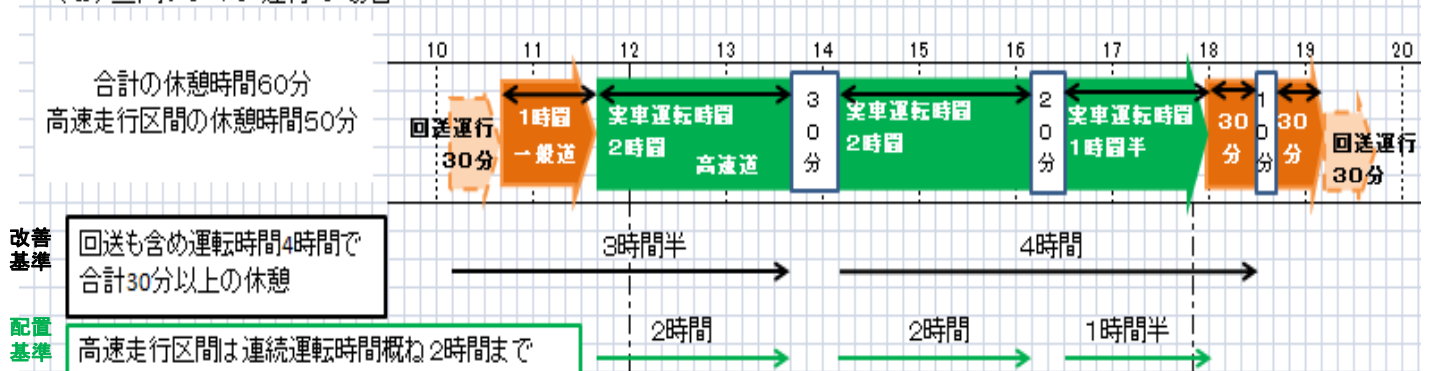 合計の休憩時間60分
高速走行区間の休憩時間50分
10 11 12 13 14 15 16 17 18 19 20
回送運行
30分
1時間
一般道
実車運転時間
2時間
高速道
30分
実車運転時間
2時間
20分
実車運転時間
1時間半
30
分
10分
30
分
回送運行
30分
改善
基準
回送も含め運転時間4時間で
合計30分以上の休憩
3時間半
4時間
配置
基準
高速走行区間は連続運転時間概ね2時間まで
2時間
2時間
1時間半